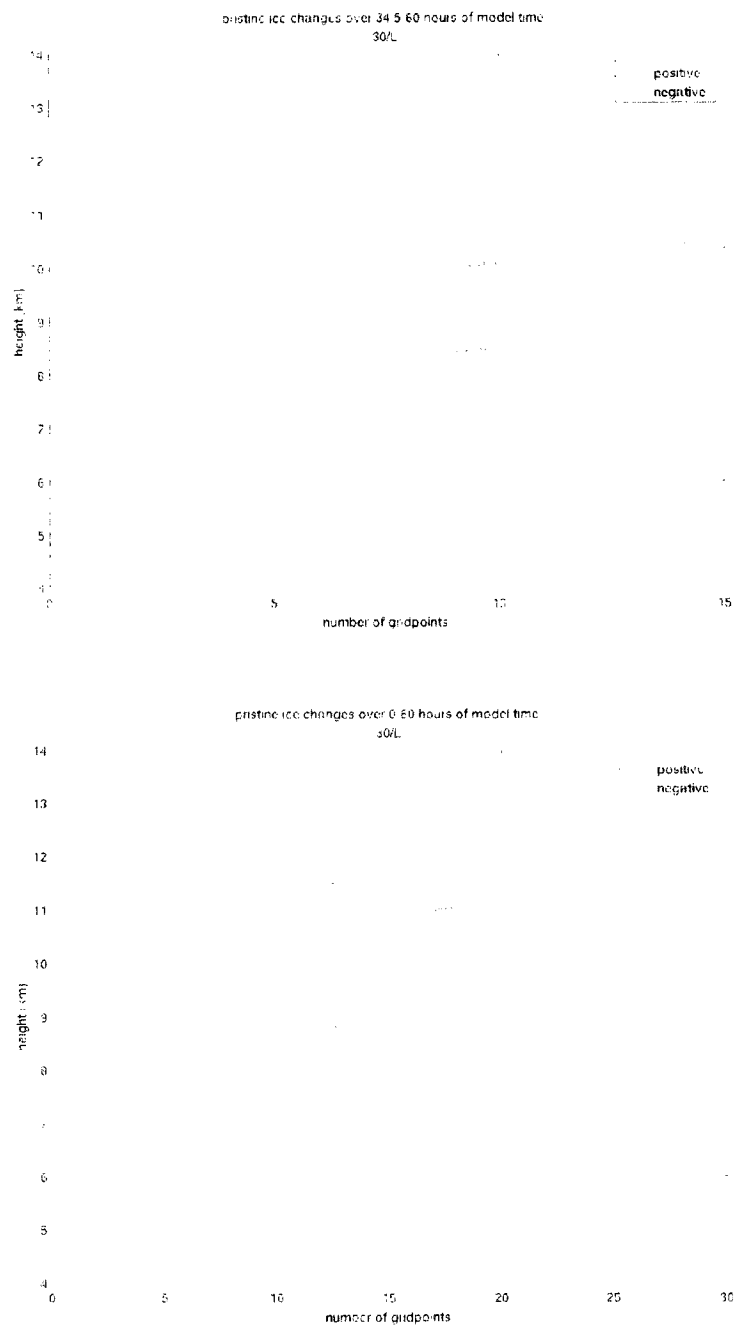 pristine ice changes over 34.5-60 hours of model time
30/L
14
positive
negative
13
12
11
10
9
height (km)
8
7
6
5
4
0
5
10
15
number of gridpoints
pristine ice changes over 0-60 hours of model time
30/L
14
positive
negative
13
12
11
10
9
height (km)
8
7
6
5
4
0
5
10
15
20
25
30
number of gridpoints